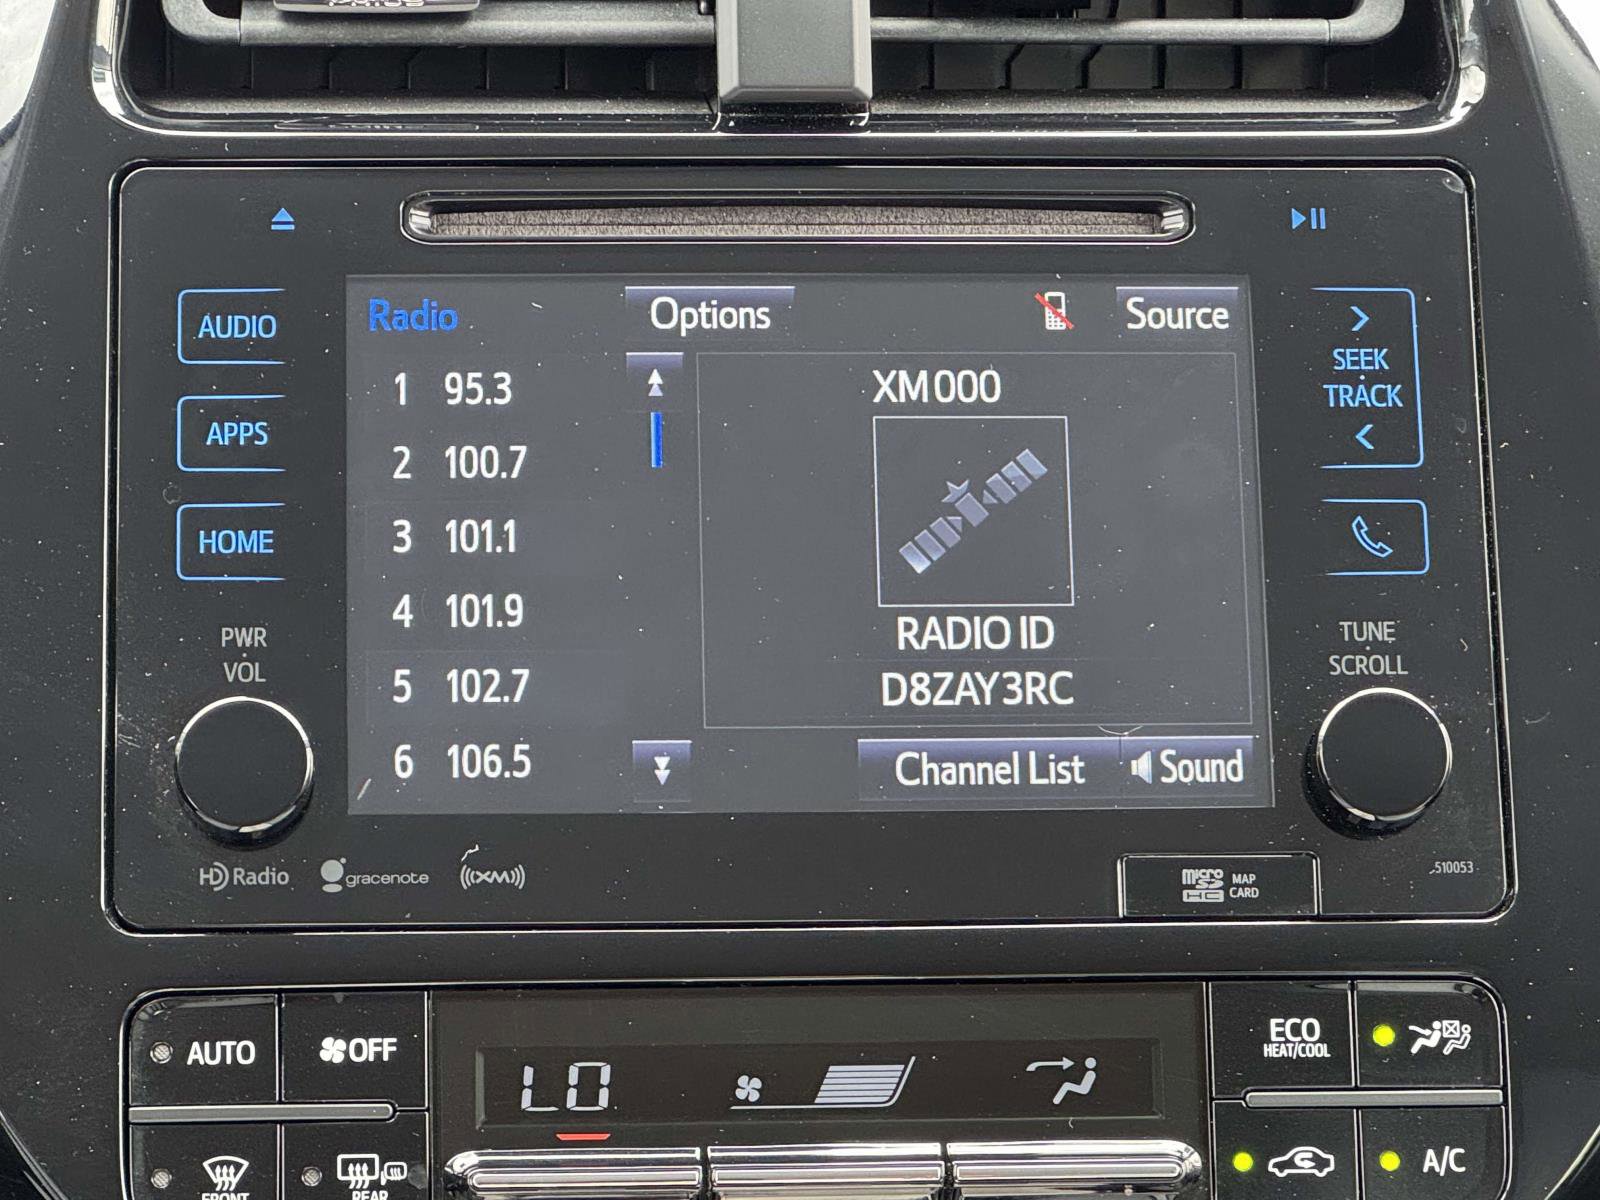 AUDIO
APPS
HOME
PWR
VOL
Radio
Options
Source
1 95.3
2 100.7
3 101.1
4 101.9
5 102.7
6 106.5
XM000
RADIO ID
D8ZAY3RC
Channel List
Sound
SEEK
TRACK
TUNE
SCROLL
HD Radio
gracenote
((XM))
micro
SD
HC
MAP
CARD
510053
AUTO
OFF
LO
ECO
HEAT/COOL
FRONT
REAR
A/C